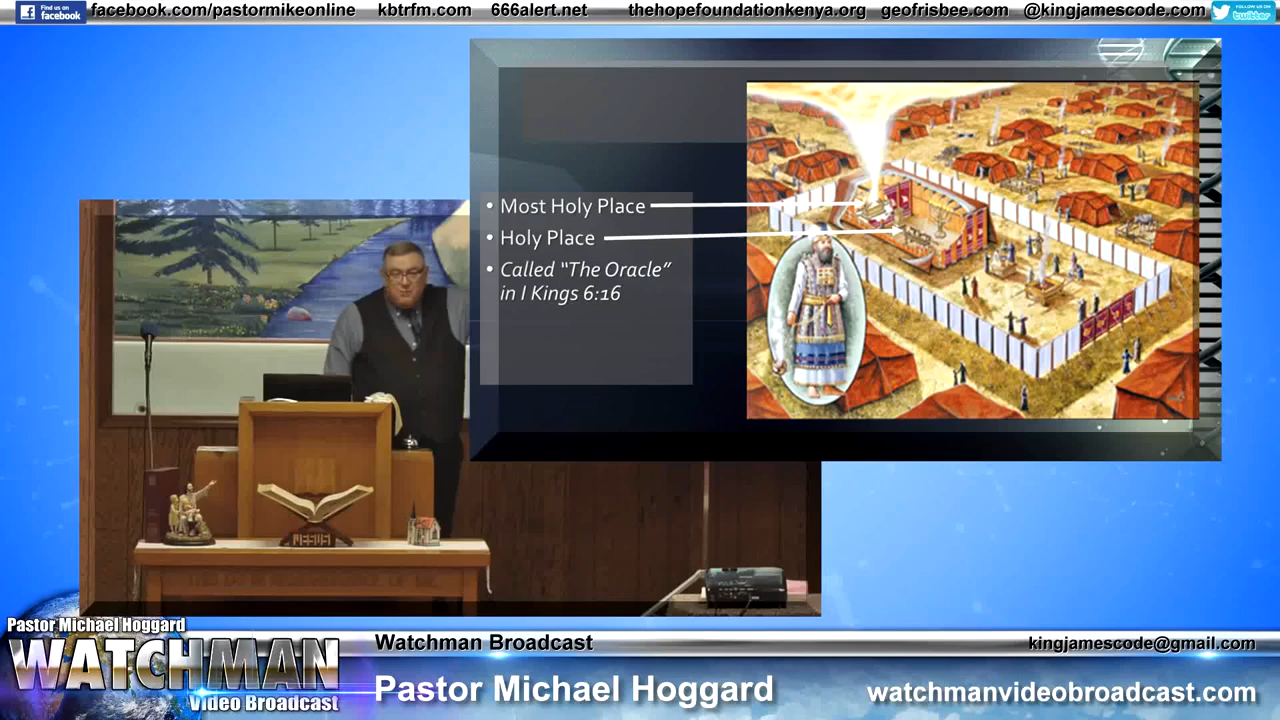 Find us on
facebook
facebook.com/pastormikeonline
kbtrfm.com
666alert.net
thehopefoundationkenya.org
geofrisbee.com
@kingjamescode.com
FOLLOW US ON
twitter
• Most Holy Place
• Holy Place
• Called “The Oracle”
in I Kings 6:16
JESUS
Pastor Michael Hoggard
WATCHMAN
Video Broadcast
Watchman Broadcast
kingjamescode@gmail.com
Pastor Michael Hoggard
watchmanvideobroadcast.com